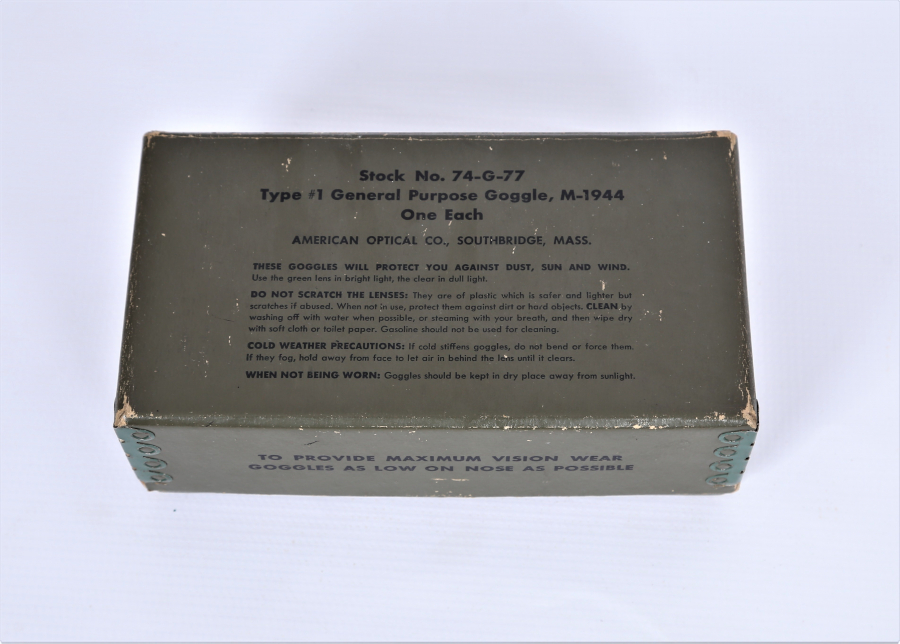 Stock No. 74-G-77
Type #1 General Purpose Goggle, M-1944
One Each
AMERICAN OPTICAL CO., SOUTHBRIDGE, MASS.
THESE GOGGLES WILL PROTECT YOU AGAINST DUST, SUN AND WIND.
Use the green lens in bright light, the clear in dull light.
DO NOT SCRATCH THE LENSES: They are of plastic which is safer and lighter but
scratches if abused. When not in use, protect them against dirt or hard objects. CLEAN by
washing off with water when possible, or steaming with your breath, and then wipe dry
with soft cloth or toilet paper. Gasoline should not be used for cleaning.
COLD WEATHER PRECAUTIONS: If cold stiffens goggles, do not bend or force them.
If they fog, hold away from face to let air in behind the lens until it clears.
WHEN NOT BEING WORN: Goggles should be kept in dry place away from sunlight.
TO PROVIDE MAXIMUM VISION WEAR
GOGGLES AS LOW ON NOSE AS POSSIBLE